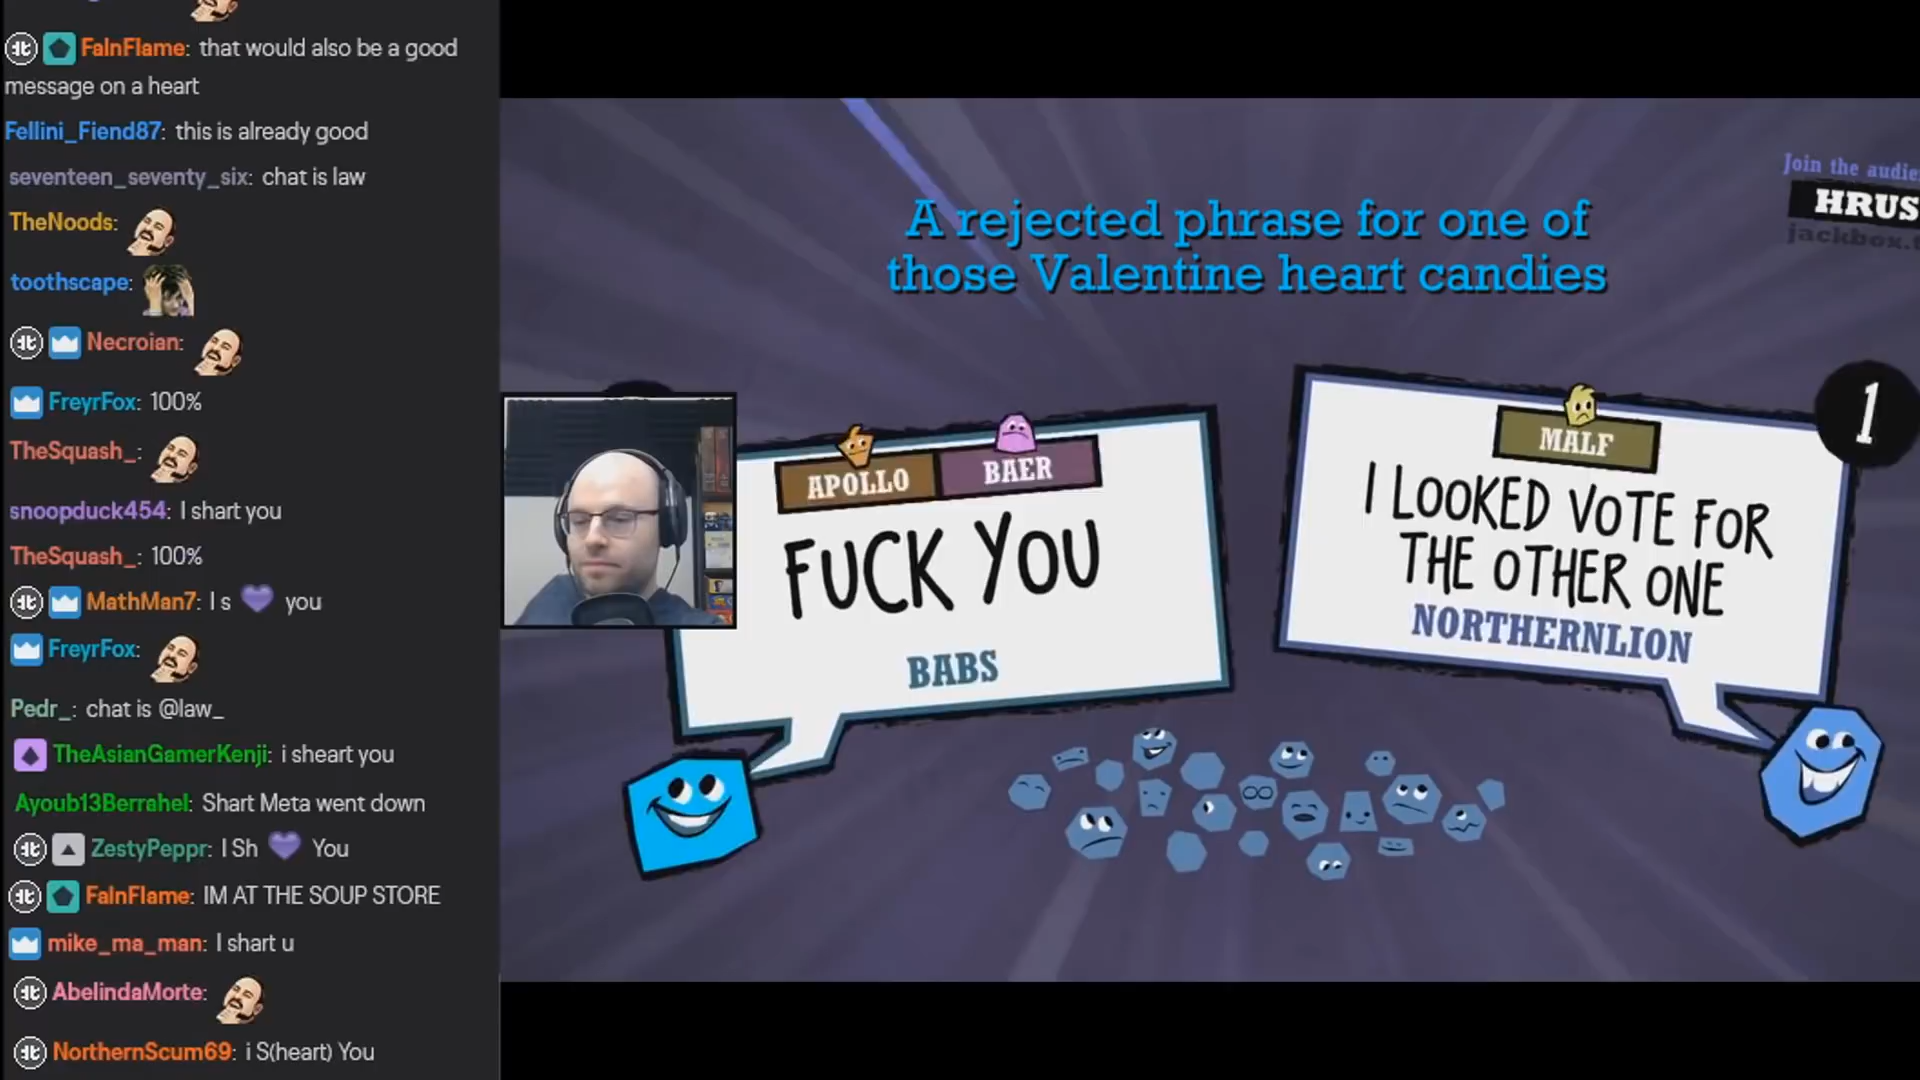 FalnFlame: that would also be a good
message on a heart
Fellini_Fiend87: this is already good
seventeen_seventy_six: chat is law
TheNoods:
toothscape:
Necroian:
FreyrFox: 100%
TheSquash_:
snoopduck454: I shart you
TheSquash_: 100%
MathMan7: I s 💜 you
FreyrFox:
Pedr_: chat is @law_
TheAsianGamerKenji: i sheart you
Ayoub13Berrahel: Shart Meta went down
ZestyPeppr: I Sh 💜 You
FalnFlame: IM AT THE SOUP STORE
mike_ma_man: I shart u
AbelindaMorte:
NorthernScum69: i S(heart) You
A rejected phrase for one of
those Valentine heart candies
Join the audie
HRUS
jackbox.t
APOLLO BAER
FUCK YOU
BABS
1
MALF
I LOOKED VOTE FOR
THE OTHER ONE
NORTHERNLION